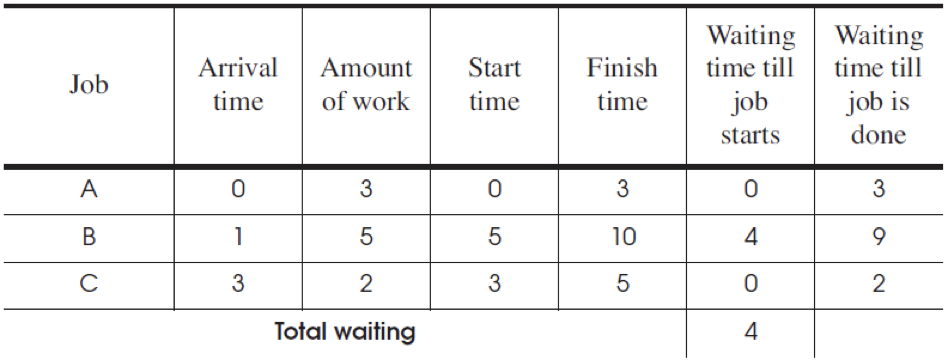 Job Arrival time Amount of work Start time Finish time Waiting time till job starts Waiting time till job is done
A 0 3 0 3 0 3
B 1 5 5 10 4 9
C 3 2 3 5 0 2
Total waiting 4